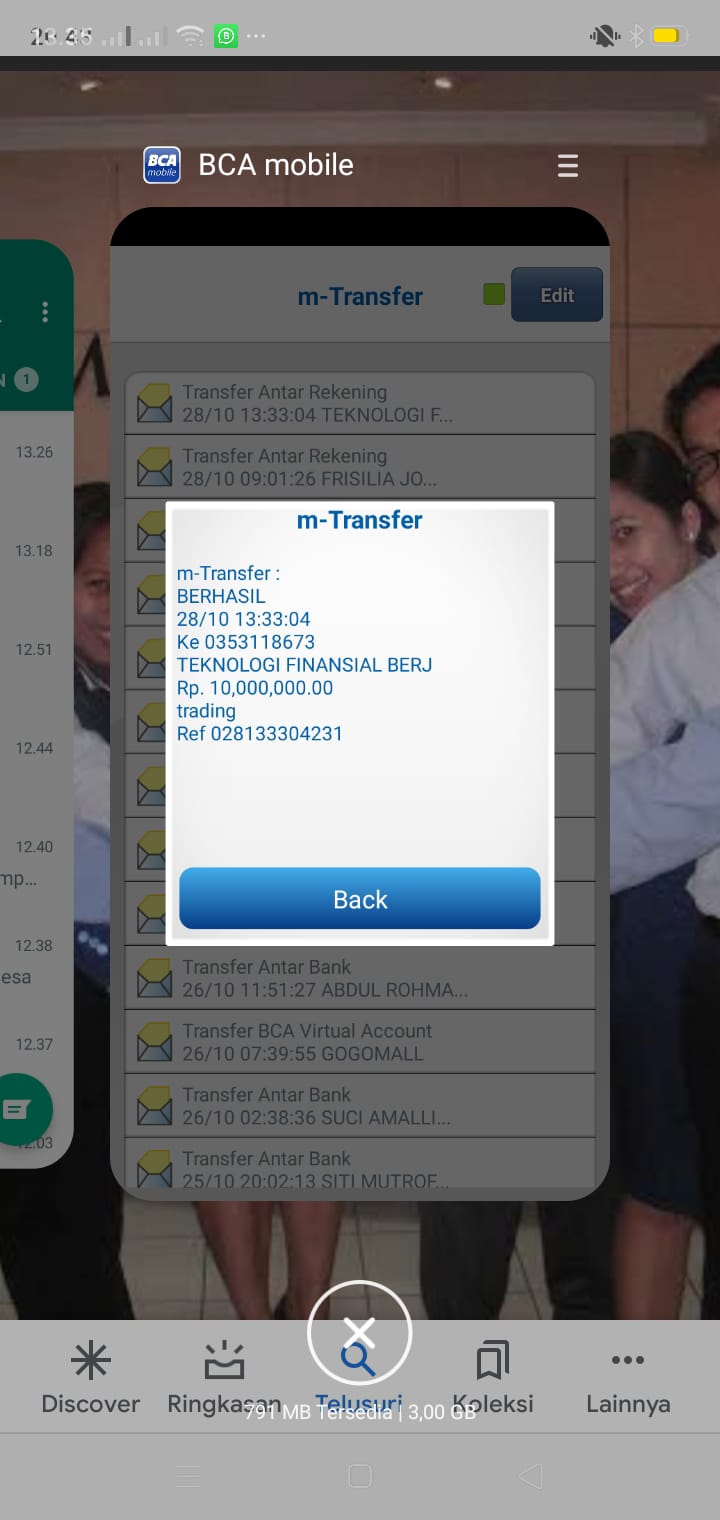 BCA mobile
BCA mobile
m-Transfer
Edit
N 1
13.26
13.18
12.51
12.44
12.40
mp...
12.38
esa
12.37
12.03
Transfer Antar Rekening
28/10 13:33:04 TEKNOLOGI F...
Transfer Antar Rekening
28/10 09:01:26 FRISILIA JO...
m-Transfer
m-Transfer :
BERHASIL
28/10 13:33:04
Ke 0353118673
TEKNOLOGI FINANSIAL BERJ
Rp. 10,000,000.00
trading
Ref 028133304231
Back
Transfer Antar Bank
26/10 11:51:27 ABDUL ROHMA...
Transfer BCA Virtual Account
26/10 07:39:55 GOGOMALL
Transfer Antar Bank
26/10 02:38:36 SUCI AMALLI...
Transfer Antar Bank
25/10 20:02:13 SITI MUTROF...
Discover
Ringkasan
Telusuri
Koleksi
Lainnya
791 MB Tersedia | 3,00 GB